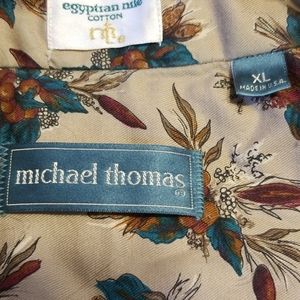 egyptian nile
COTTON
XL
MADE IN U.S.A.
michael thomas